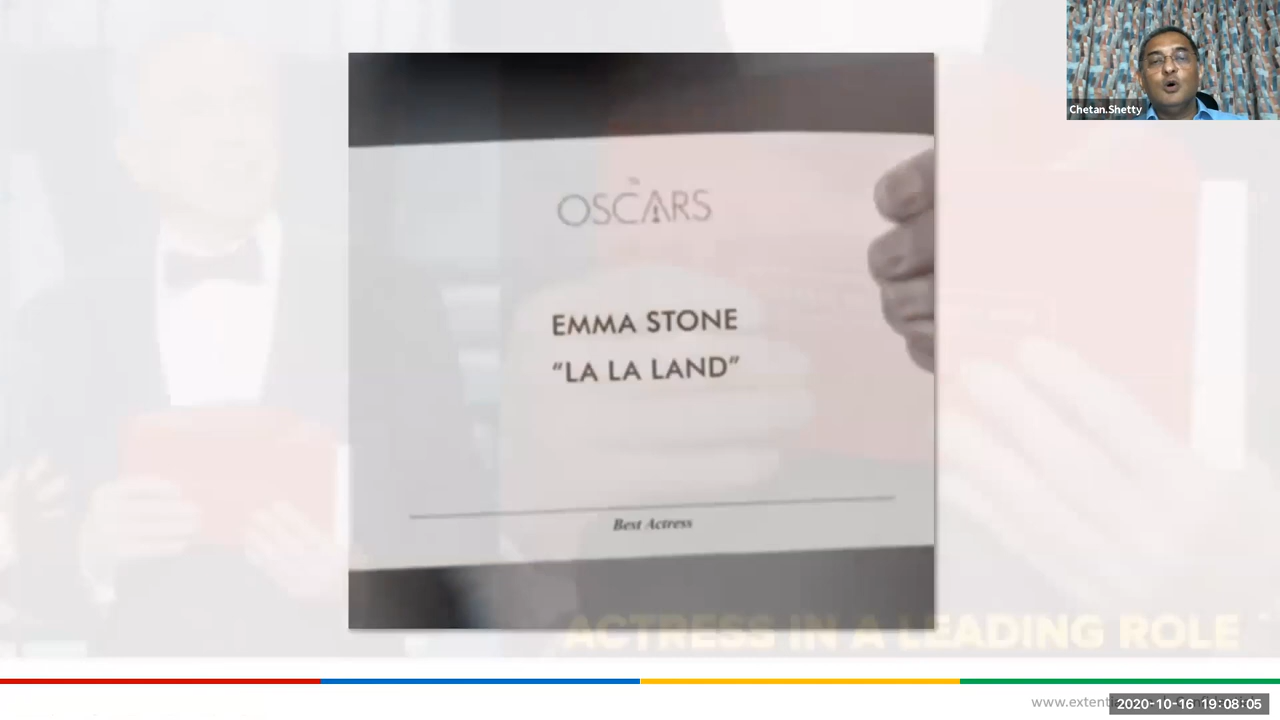 Chetan.Shetty
THE
OSCARS
EMMA STONE
“LA LA LAND”
Best Actress
ACTRESS IN A LEADING ROLE
2020-10-16 19:08:05